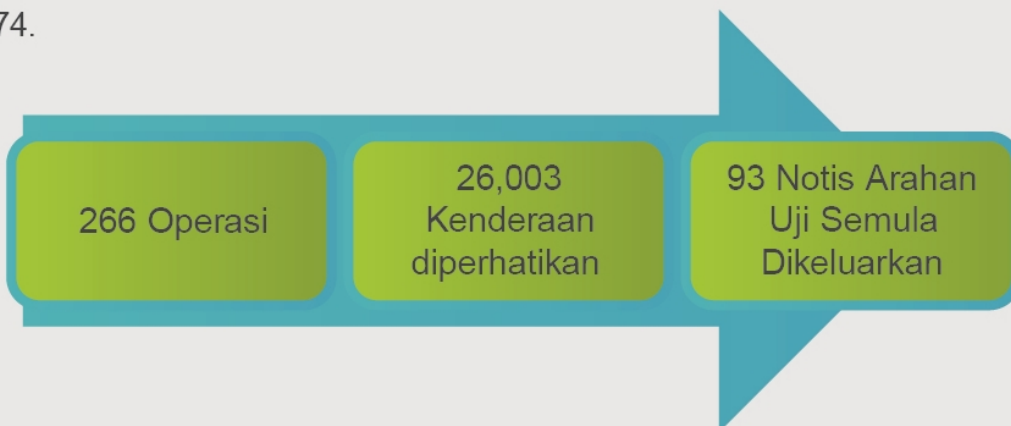 74.
266 Operasi
26,003
Kenderaan
diperhatikan
93 Notis Arahan
Uji Semula
Dikeluarkan